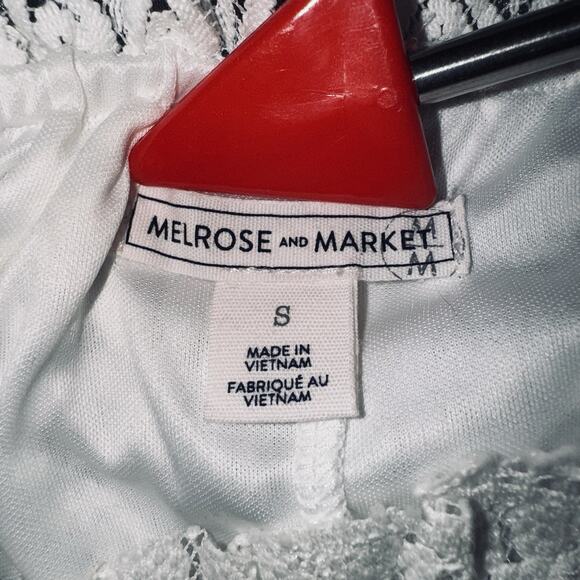 MELROSE AND MARKET
M
M
S
MADE IN
VIETNAM
FABRIQUÉ AU
VIETNAM